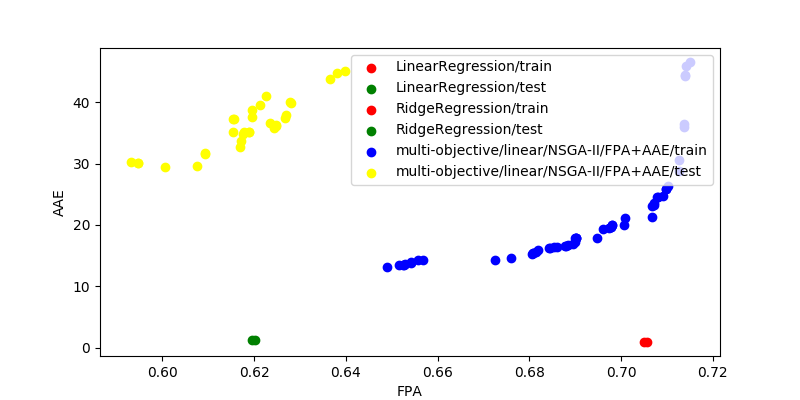 LinearRegression/train
LinearRegression/test
RidgeRegression/train
RidgeRegression/test
multi-objective/linear/NSGA-II/FPA+AAE/train
multi-objective/linear/NSGA-II/FPA+AAE/test
40
30
20
10
0
AAE
0.60 0.62 0.64 0.66 0.68 0.70 0.72
FPA